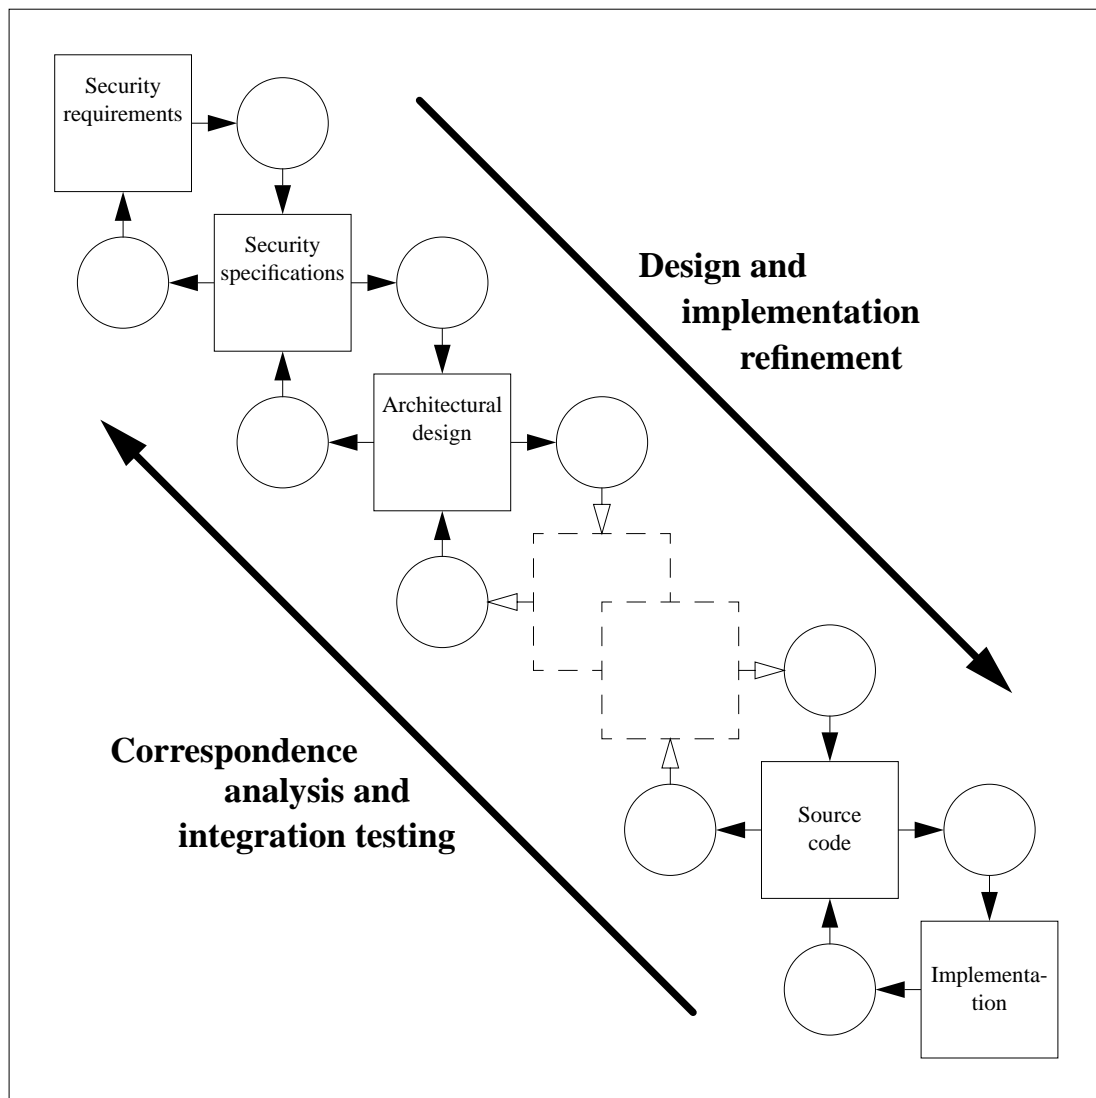 Security
requirements
Security
specifications
Design and
implementation
refinement
Architectural
design
Correspondence
analysis and
integration testing
Source
code
Implementa-
tion